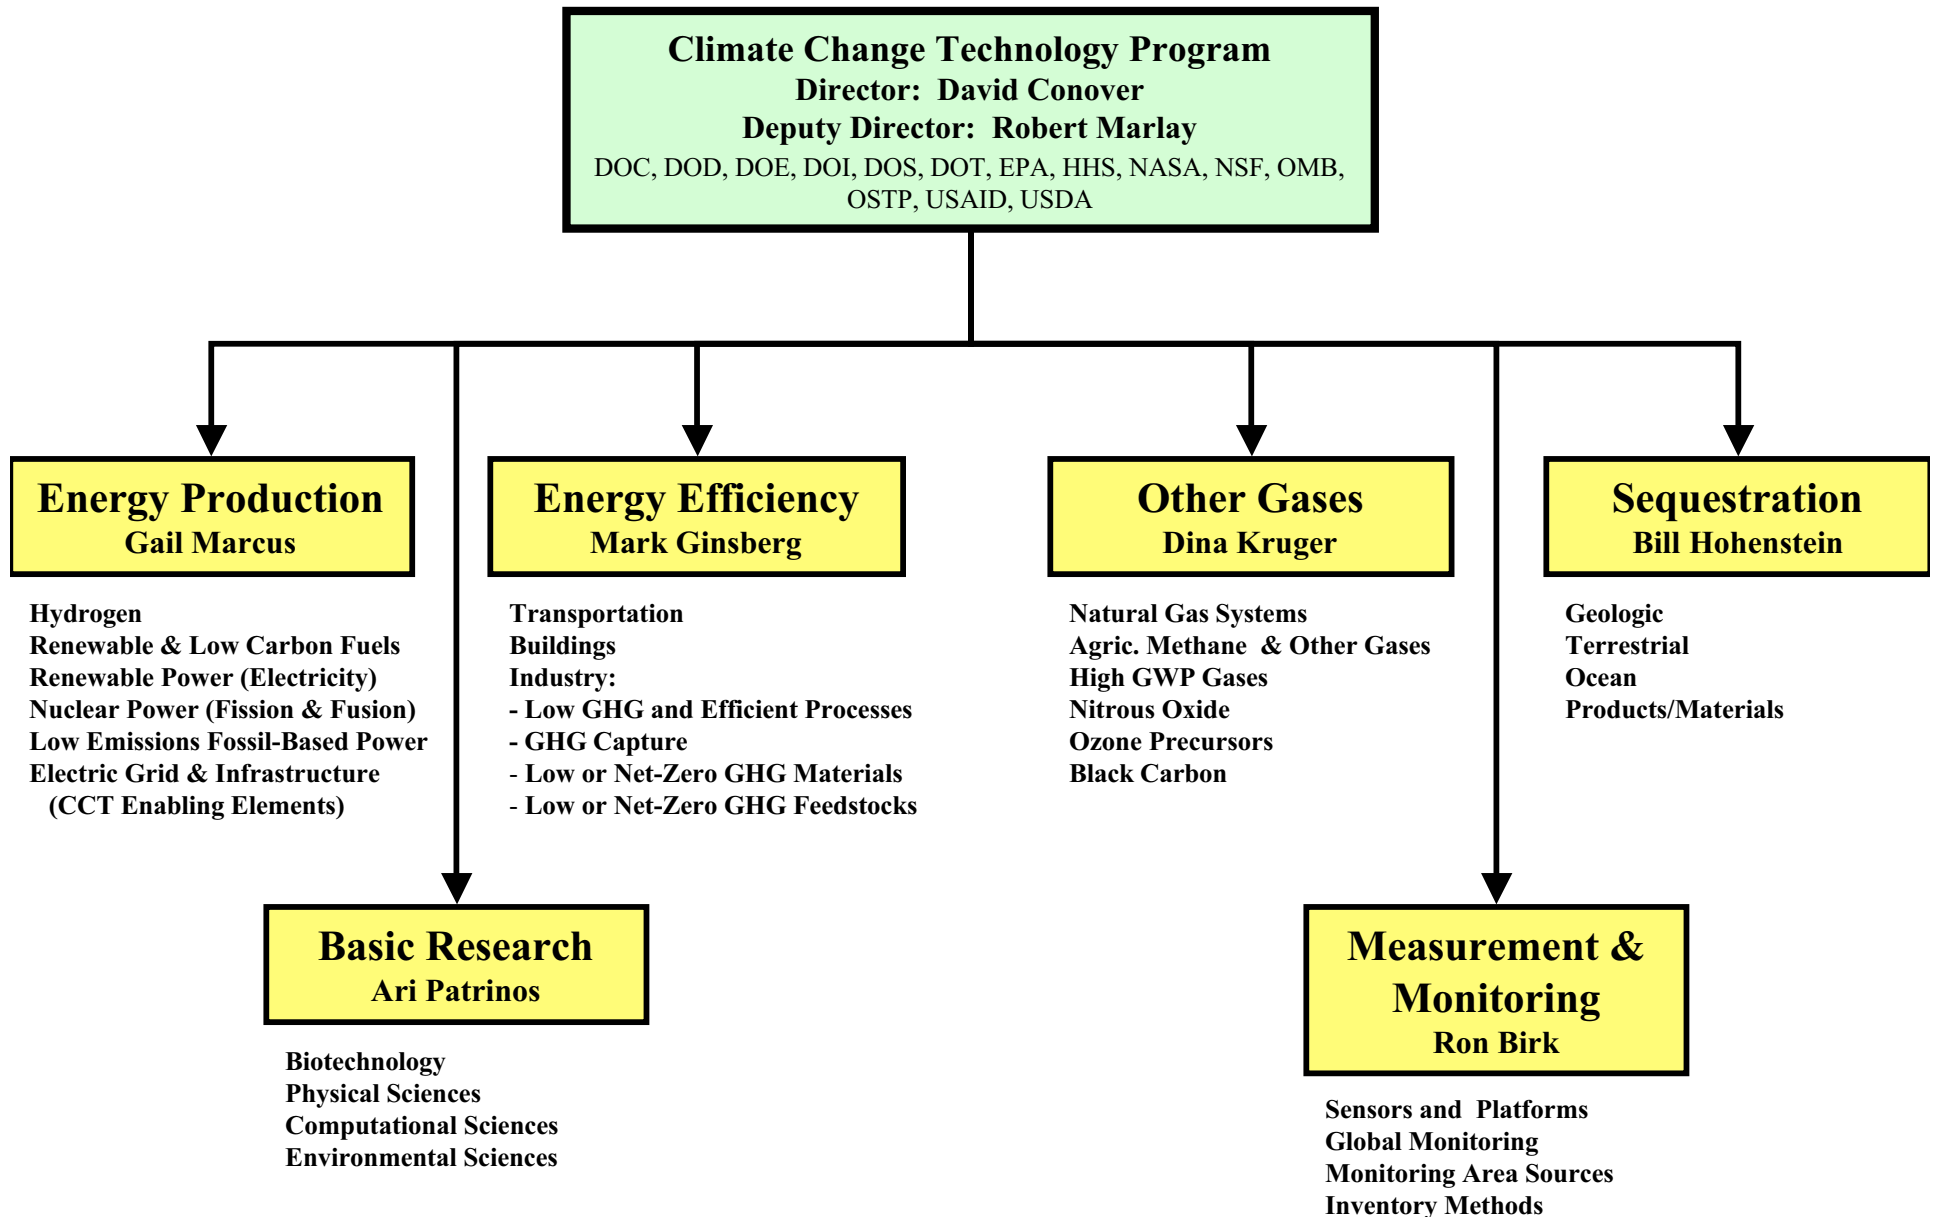 Climate Change Technology Program
Director: David Conover
Deputy Director: Robert Marlay
DOC, DOD, DOE, DOI, DOS, DOT, EPA, HHS, NASA, NSF, OMB,
OSTP, USAID, USDA
Energy Production
Gail Marcus
Hydrogen
Renewable & Low Carbon Fuels
Renewable Power (Electricity)
Nuclear Power (Fission & Fusion)
Low Emissions Fossil-Based Power
Electric Grid & Infrastructure
(CCT Enabling Elements)
Energy Efficiency
Mark Ginsberg
Transportation
Buildings
Industry:
- Low GHG and Efficient Processes
- GHG Capture
- Low or Net-Zero GHG Materials
- Low or Net-Zero GHG Feedstocks
Other Gases
Dina Kruger
Natural Gas Systems
Agric. Methane & Other Gases
High GWP Gases
Nitrous Oxide
Ozone Precursors
Black Carbon
Sequestration
Bill Hohenstein
Geologic
Terrestrial
Ocean
Products/Materials
Basic Research
Ari Patrinos
Biotechnology
Physical Sciences
Computational Sciences
Environmental Sciences
Measurement &
Monitoring
Ron Birk
Sensors and Platforms
Global Monitoring
Monitoring Area Sources
Inventory Methods